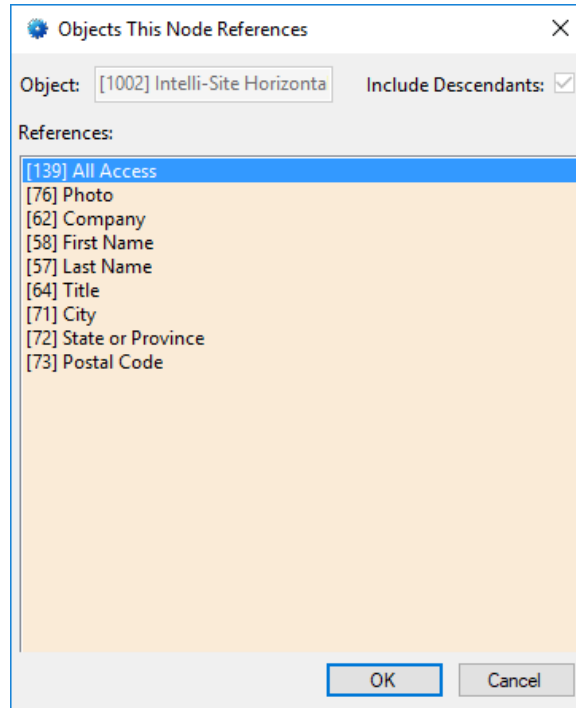 Objects This Node References
Object: [1002] Intelli-Site Horizonta Include Descendants:
References:
[139] All Access
[76] Photo
[62] Company
[58] First Name
[57] Last Name
[64] Title
[71] City
[72] State or Province
[73] Postal Code
OK Cancel